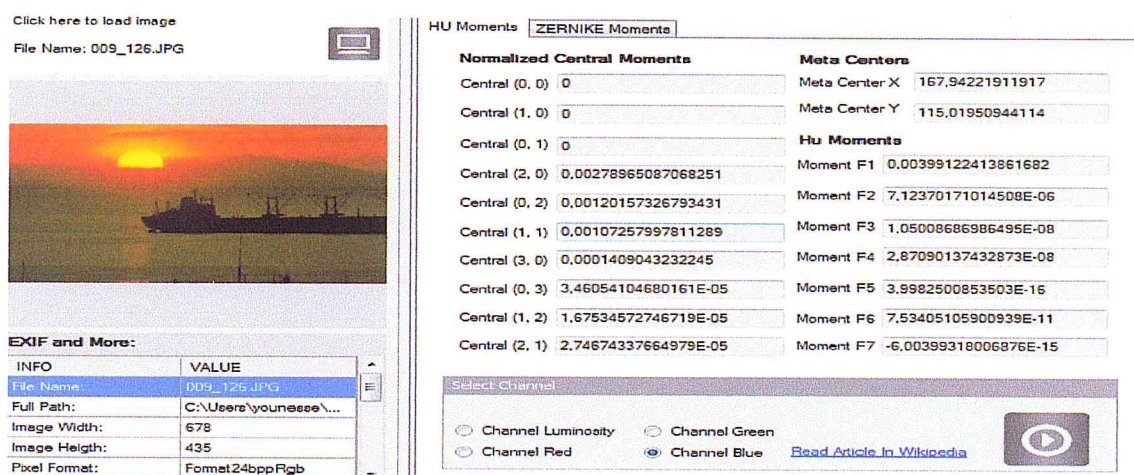 Click here to load image
File Name: 009_126.JPG
EXIF and More:
INFO VALUE
File Name: 009_126.JPG
Full Path: C:\Users\younesse\...
Image Width: 678
Image Heigth: 435
Pixel Format: Format24bppRgb
HU Moments ZERNIKE Moments
Normalized Central Moments
Central (0, 0) 0
Central (1, 0) 0
Central (0, 1) 0
Central (2, 0) 0,00278965087068251
Central (0, 2) 0,00120157326793431
Central (1, 1) 0,00107257997811289
Central (3, 0) 0,0001409043232245
Central (0, 3) 3,46054104680161E-05
Central (1, 2) 1,67534572746719E-05
Central (2, 1) 2,74674337664979E-05
Meta Centers
Meta Center X 167,94221911917
Meta Center Y 115,01950944114
Hu Moments
Moment F1 0,00399122413861682
Moment F2 7,12370171014508E-06
Moment F3 1,05008686986495E-08
Moment F4 2,87090137432873E-08
Moment F5 3,9982500853503E-16
Moment F6 7,53405105900939E-11
Moment F7 -6,00399318006876E-15
Select Channel
Channel Luminosity Channel Green
Channel Red Channel Blue Read Article In Wikipedia